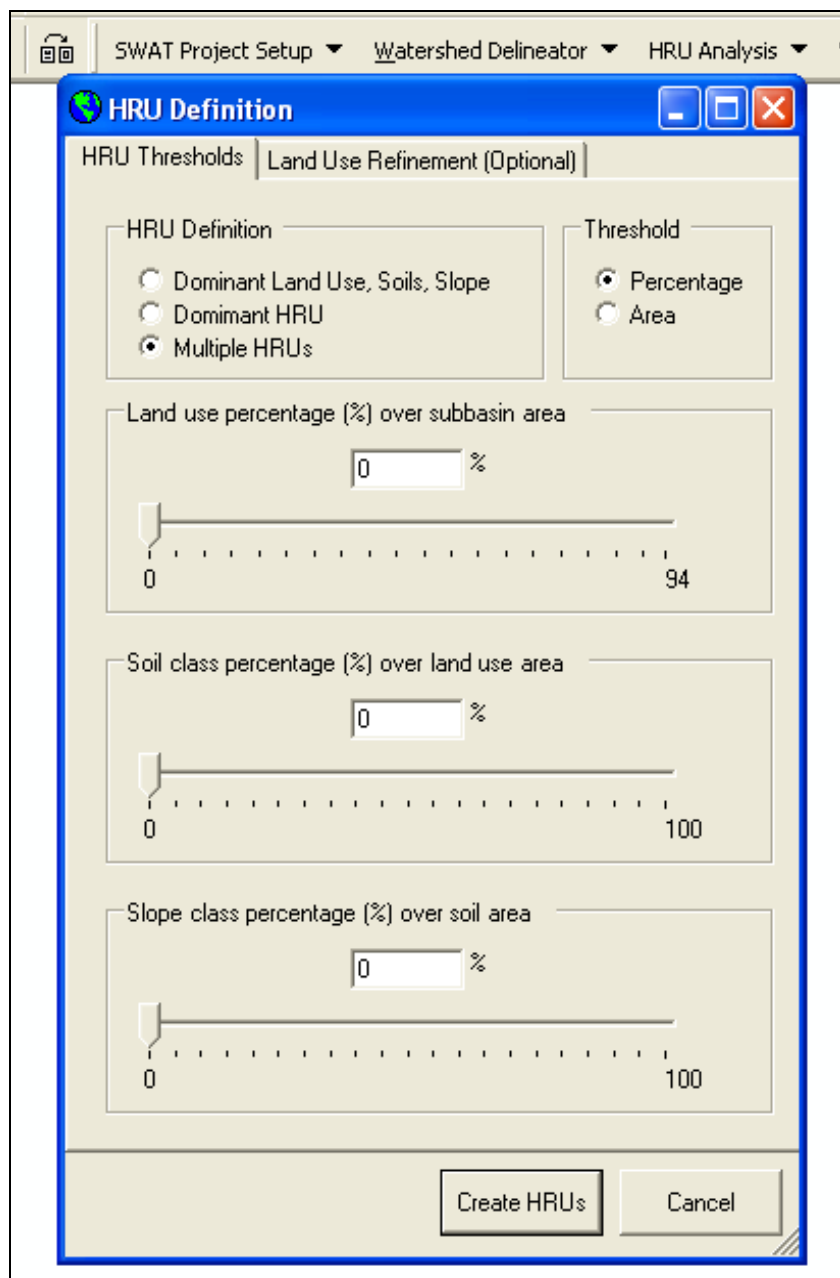 SWAT Project Setup Watershed Delineator HRU Analysis
HRU Definition
HRU Thresholds Land Use Refinement (Optional)
HRU Definition
Dominant Land Use, Soils, Slope
Domimant HRU
Multiple HRUs
Threshold
Percentage
Area
Land use percentage (%) over subbasin area
0 %
0 94
Soil class percentage (%) over land use area
0 %
0 100
Slope class percentage (%) over soil area
0 %
0 100
Create HRUs Cancel